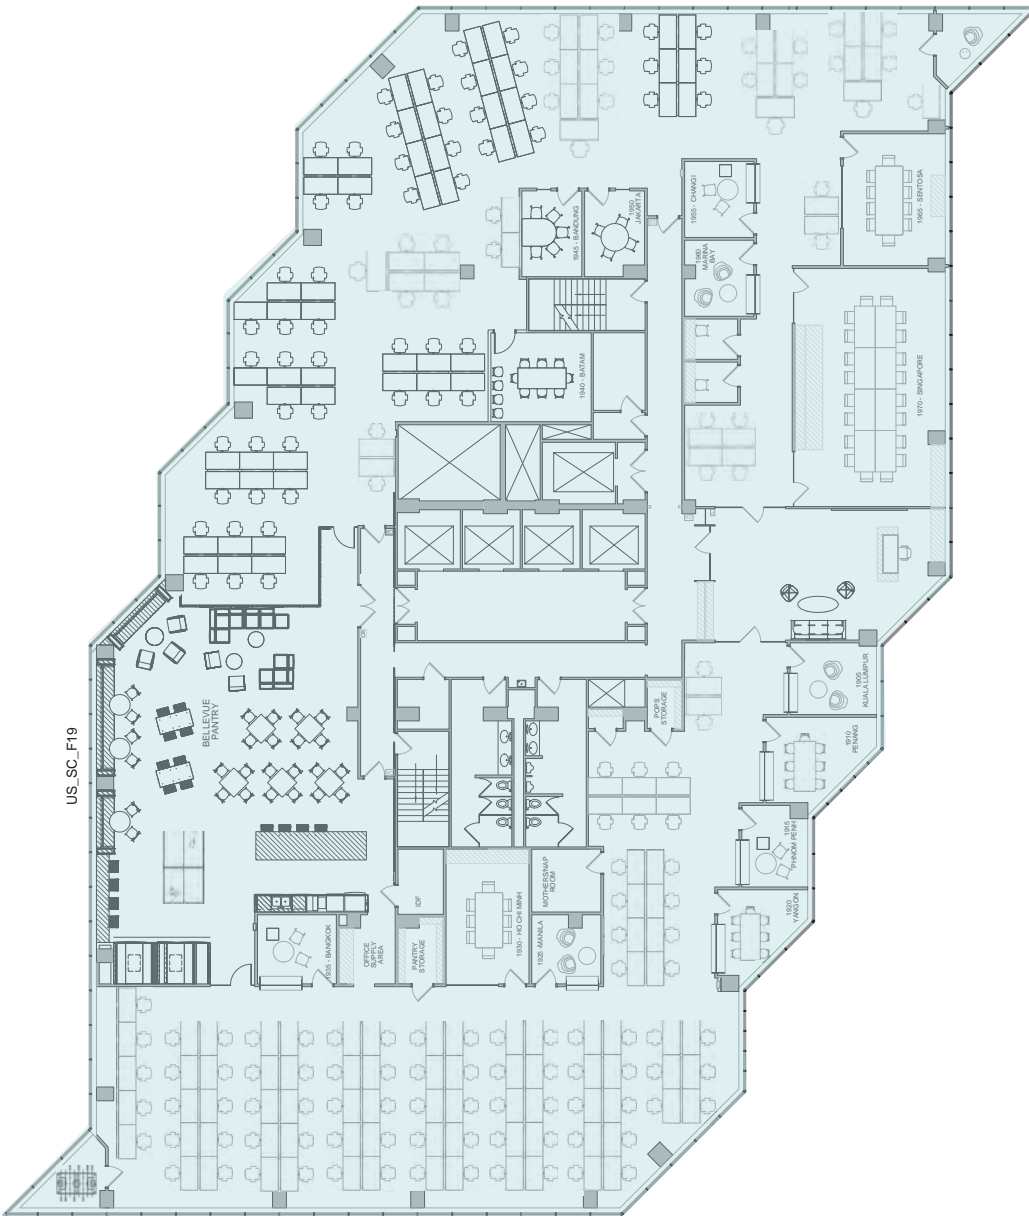 US_SC_F19
1945 - BANDUNG
1950
JAKARTA
1955 - CHANGI
1960
MARINA
BAY
1965 - SENTOSA
1940 - BATAM
1970 - SINGAPORE
BELLEVUE
PANTRY
POPS
STORAGE
1905
KUALA LUMPUR
1910
PENANG
1915
PHNOM PENH
1920
YANGON
IDF
1930 - HO CHI MINH
MOTHERS/NAP
ROOM
1935 - BANGKOK
OFFICE
SUPPLY
AREA
PANTRY
STORAGE
1925-MANILA